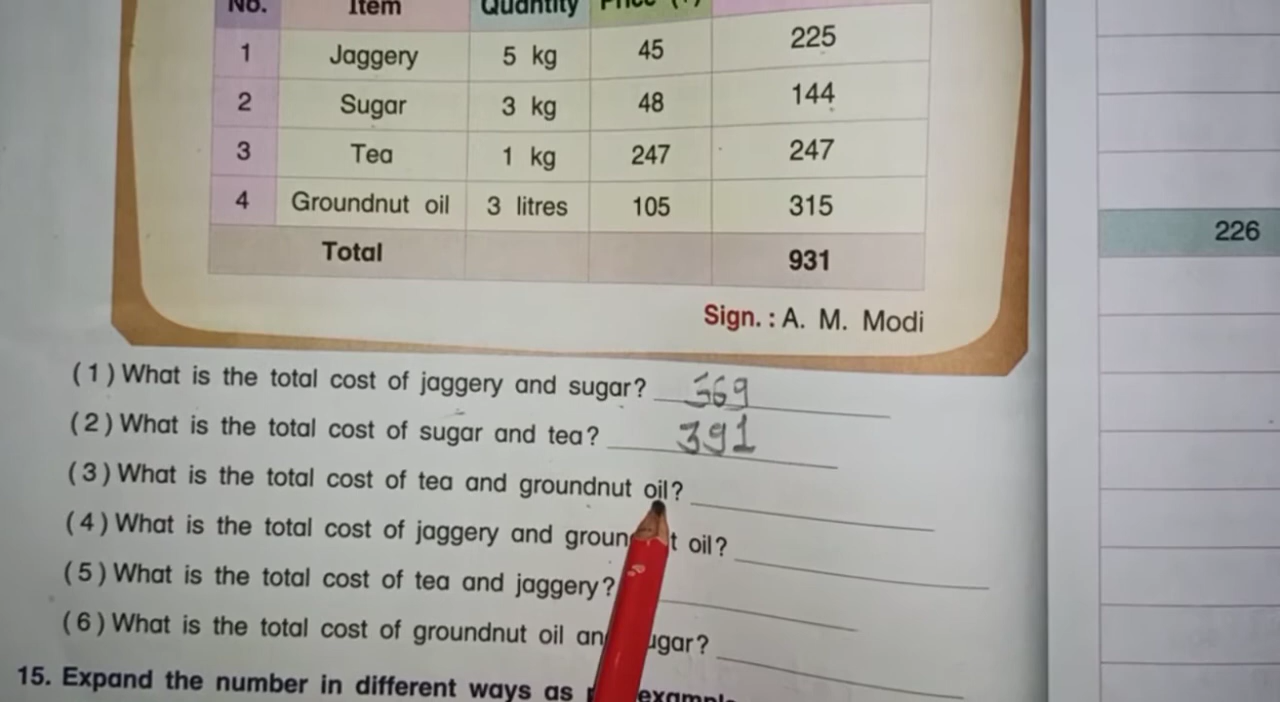 No. Item Quantity Price (₹)
1 Jaggery 5 kg 45 225
2 Sugar 3 kg 48 144
3 Tea 1 kg 247 247
4 Groundnut oil 3 litres 105 315
Total 931
226
Sign. : A. M. Modi
(1) What is the total cost of jaggery and sugar? 369
(2) What is the total cost of sugar and tea? 391
(3) What is the total cost of tea and groundnut oil?
(4) What is the total cost of jaggery and groun t oil?
(5) What is the total cost of tea and jaggery?
(6) What is the total cost of groundnut oil an ugar?
15. Expand the number in different ways as example